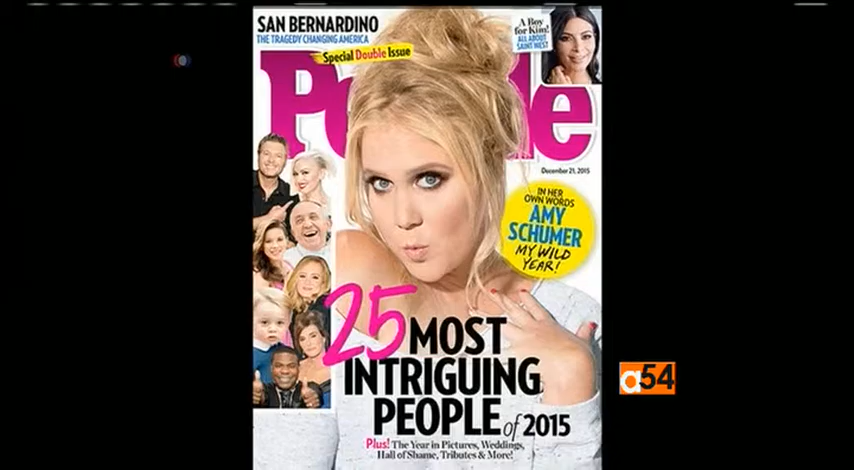 SAN BERNARDINO
THE TRAGEDY CHANGING AMERICA
Special Double Issue
A Boy
for Kim!
ALL ABOUT
SAINT WEST
People
December 21, 2015
IN HER
OWN WORDS
AMY
SCHUMER
MY WILD
YEAR!
25 MOST
INTRIGUING
PEOPLE of 2015
Plus! The Year in Pictures, Weddings,
Hall of Shame, Tributes & More!
a54